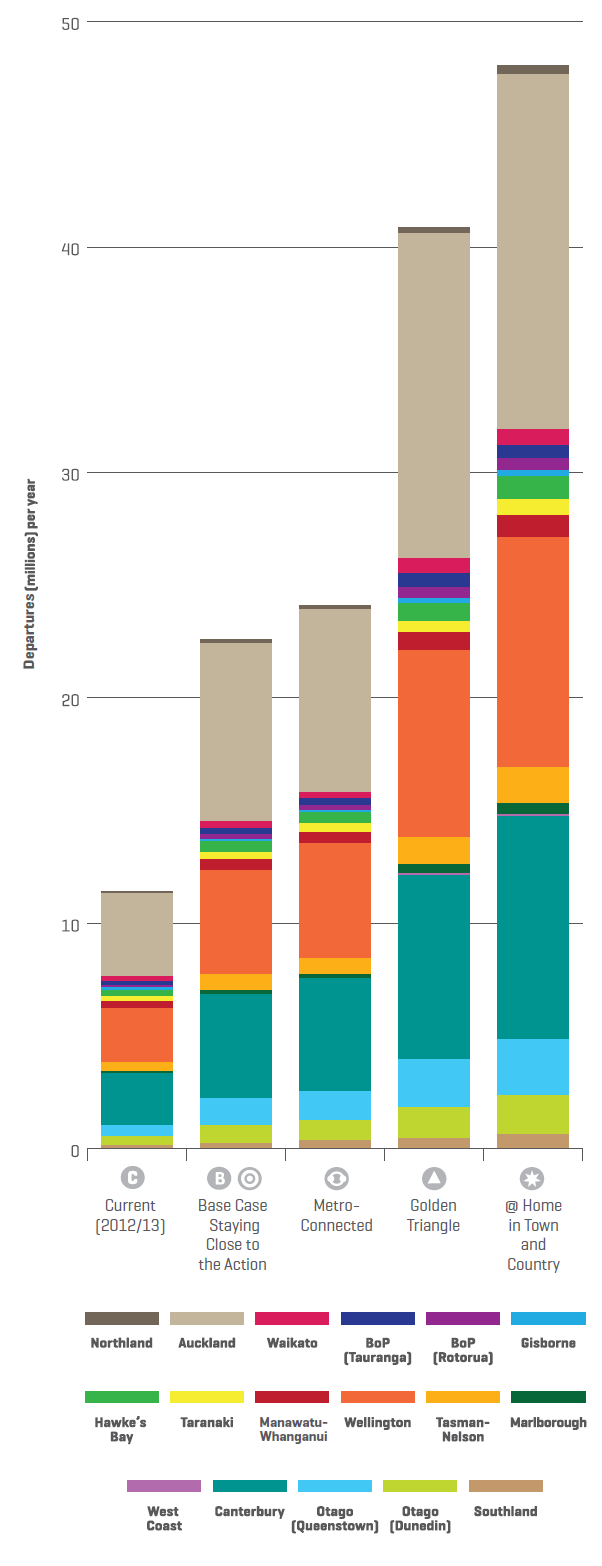 50
40
30
20
10
0
Departures (millions) per year
C
B
Current
(2012/13)
Base Case
Staying
Close to
the Action
Metro-
Connected
Golden
Triangle
@ Home
in Town
and
Country
Northland
Auckland
Waikato
BoP
(Tauranga)
BoP
(Rotorua)
Gisborne
Hawke's
Bay
Taranaki
Manawatu-
Whanganui
Wellington
Tasman-
Nelson
Marlborough
West
Coast
Canterbury
Otago
(Queenstown)
Otago
(Dunedin)
Southland